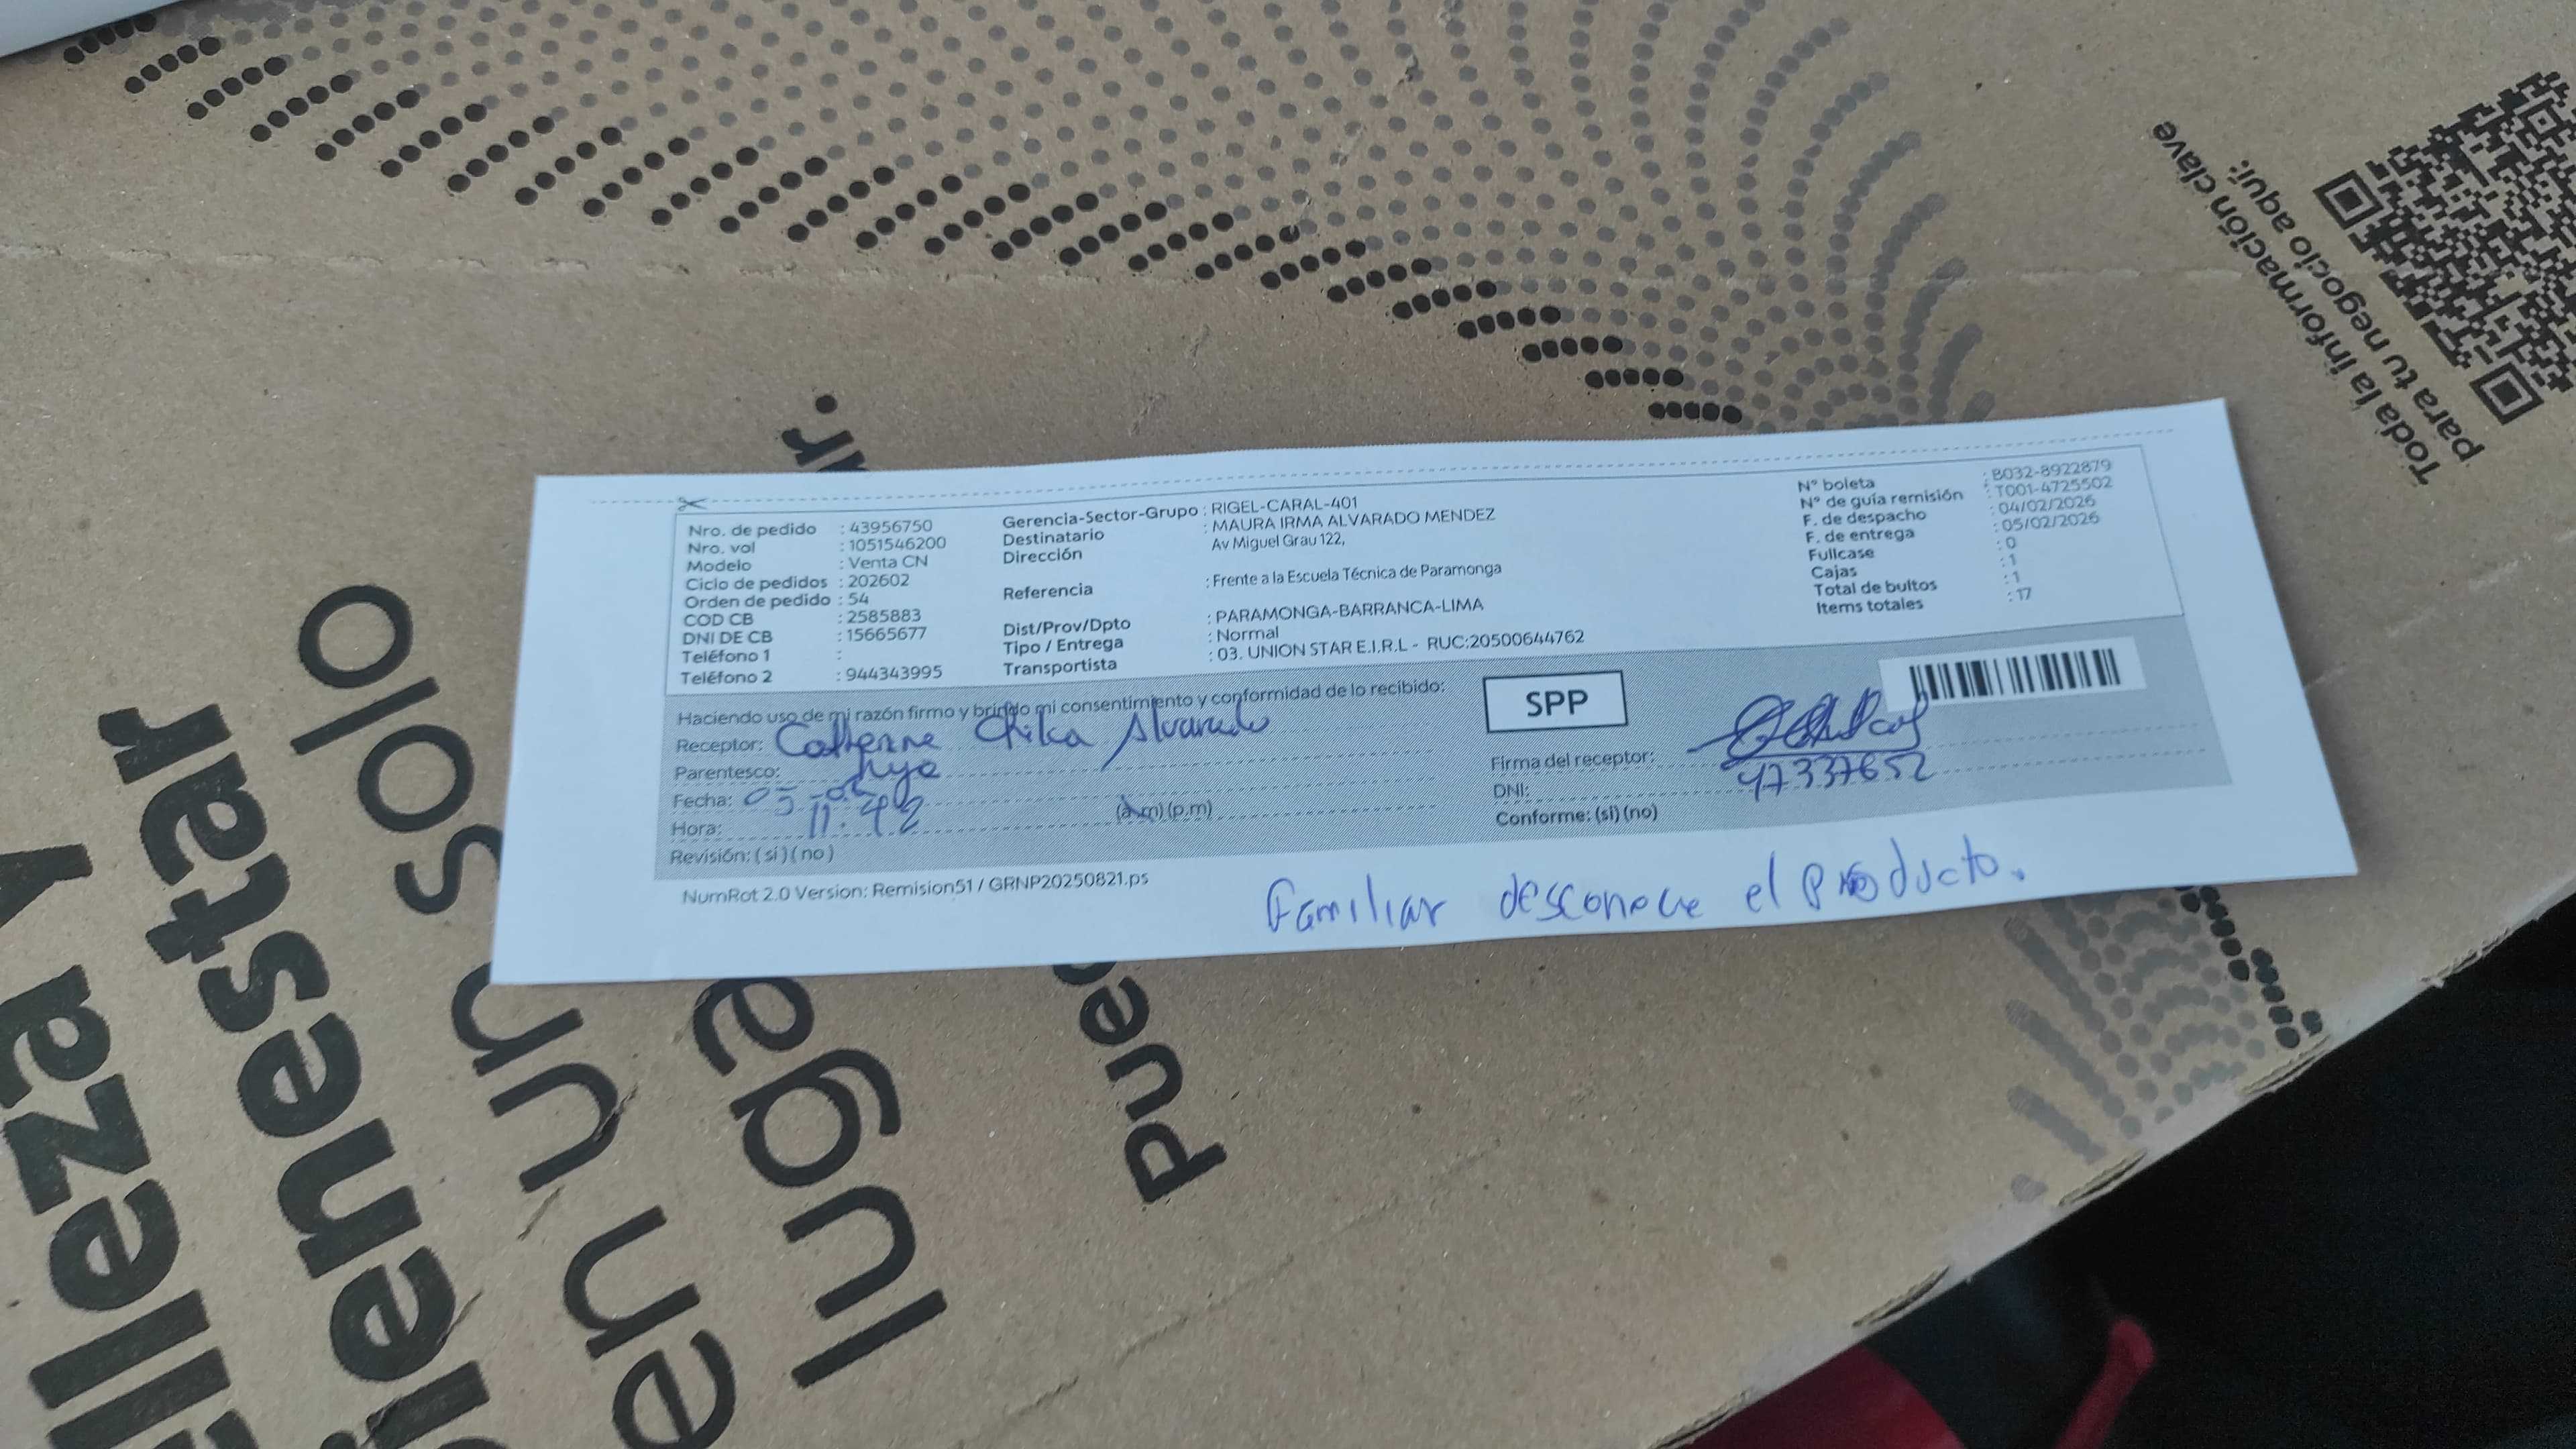 Toda la información clave
para tu negocio aquí:
Nro. de pedido : 43956750
Nro. vol : 1051546200
Modelo : Venta CN
Ciclo de pedidos : 202602
Orden de pedido : 54
COD CB : 2585883
DNI DE CB : 15665677
Teléfono 1 :
Teléfono 2 : 944343995
Gerencia-Sector-Grupo : RIGEL-CARAL-401
Destinatario : MAURA IRMA ALVARADO MENDEZ
Dirección Av Miguel Grau 122,
Referencia : Frente a la Escuela Técnica de Paramonga
Dist/Prov/Dpto : PARAMONGA-BARRANCA-LIMA
Tipo / Entrega : Normal
Transportista : 03. UNION STAR E.I.R.L - RUC:20500644762
N° boleta : B032-8922879
N° de guía remisión : T001-4725502
F. de despacho : 04/02/2026
F. de entrega : 05/02/2026
Fullcase : 0
Cajas : 1
Total de bultos : 1
Items totales : 17
Haciendo uso de mi razón firmo y brindo mi consentimiento y conformidad de lo recibido:
Receptor: Chilca Alvarado
Parentesco: hija
Fecha:
Hora: 11:42 (a.m)(p.m)
Revisión: (si)(no)
SPP
Firma del receptor:
DNI: 47337652
Conforme: (si)(no)
NumRot 2.0 Version: Remision51 / GRNP20250821.ps
Familiar desconoce el producto.
solo
un
en
luga
Pued